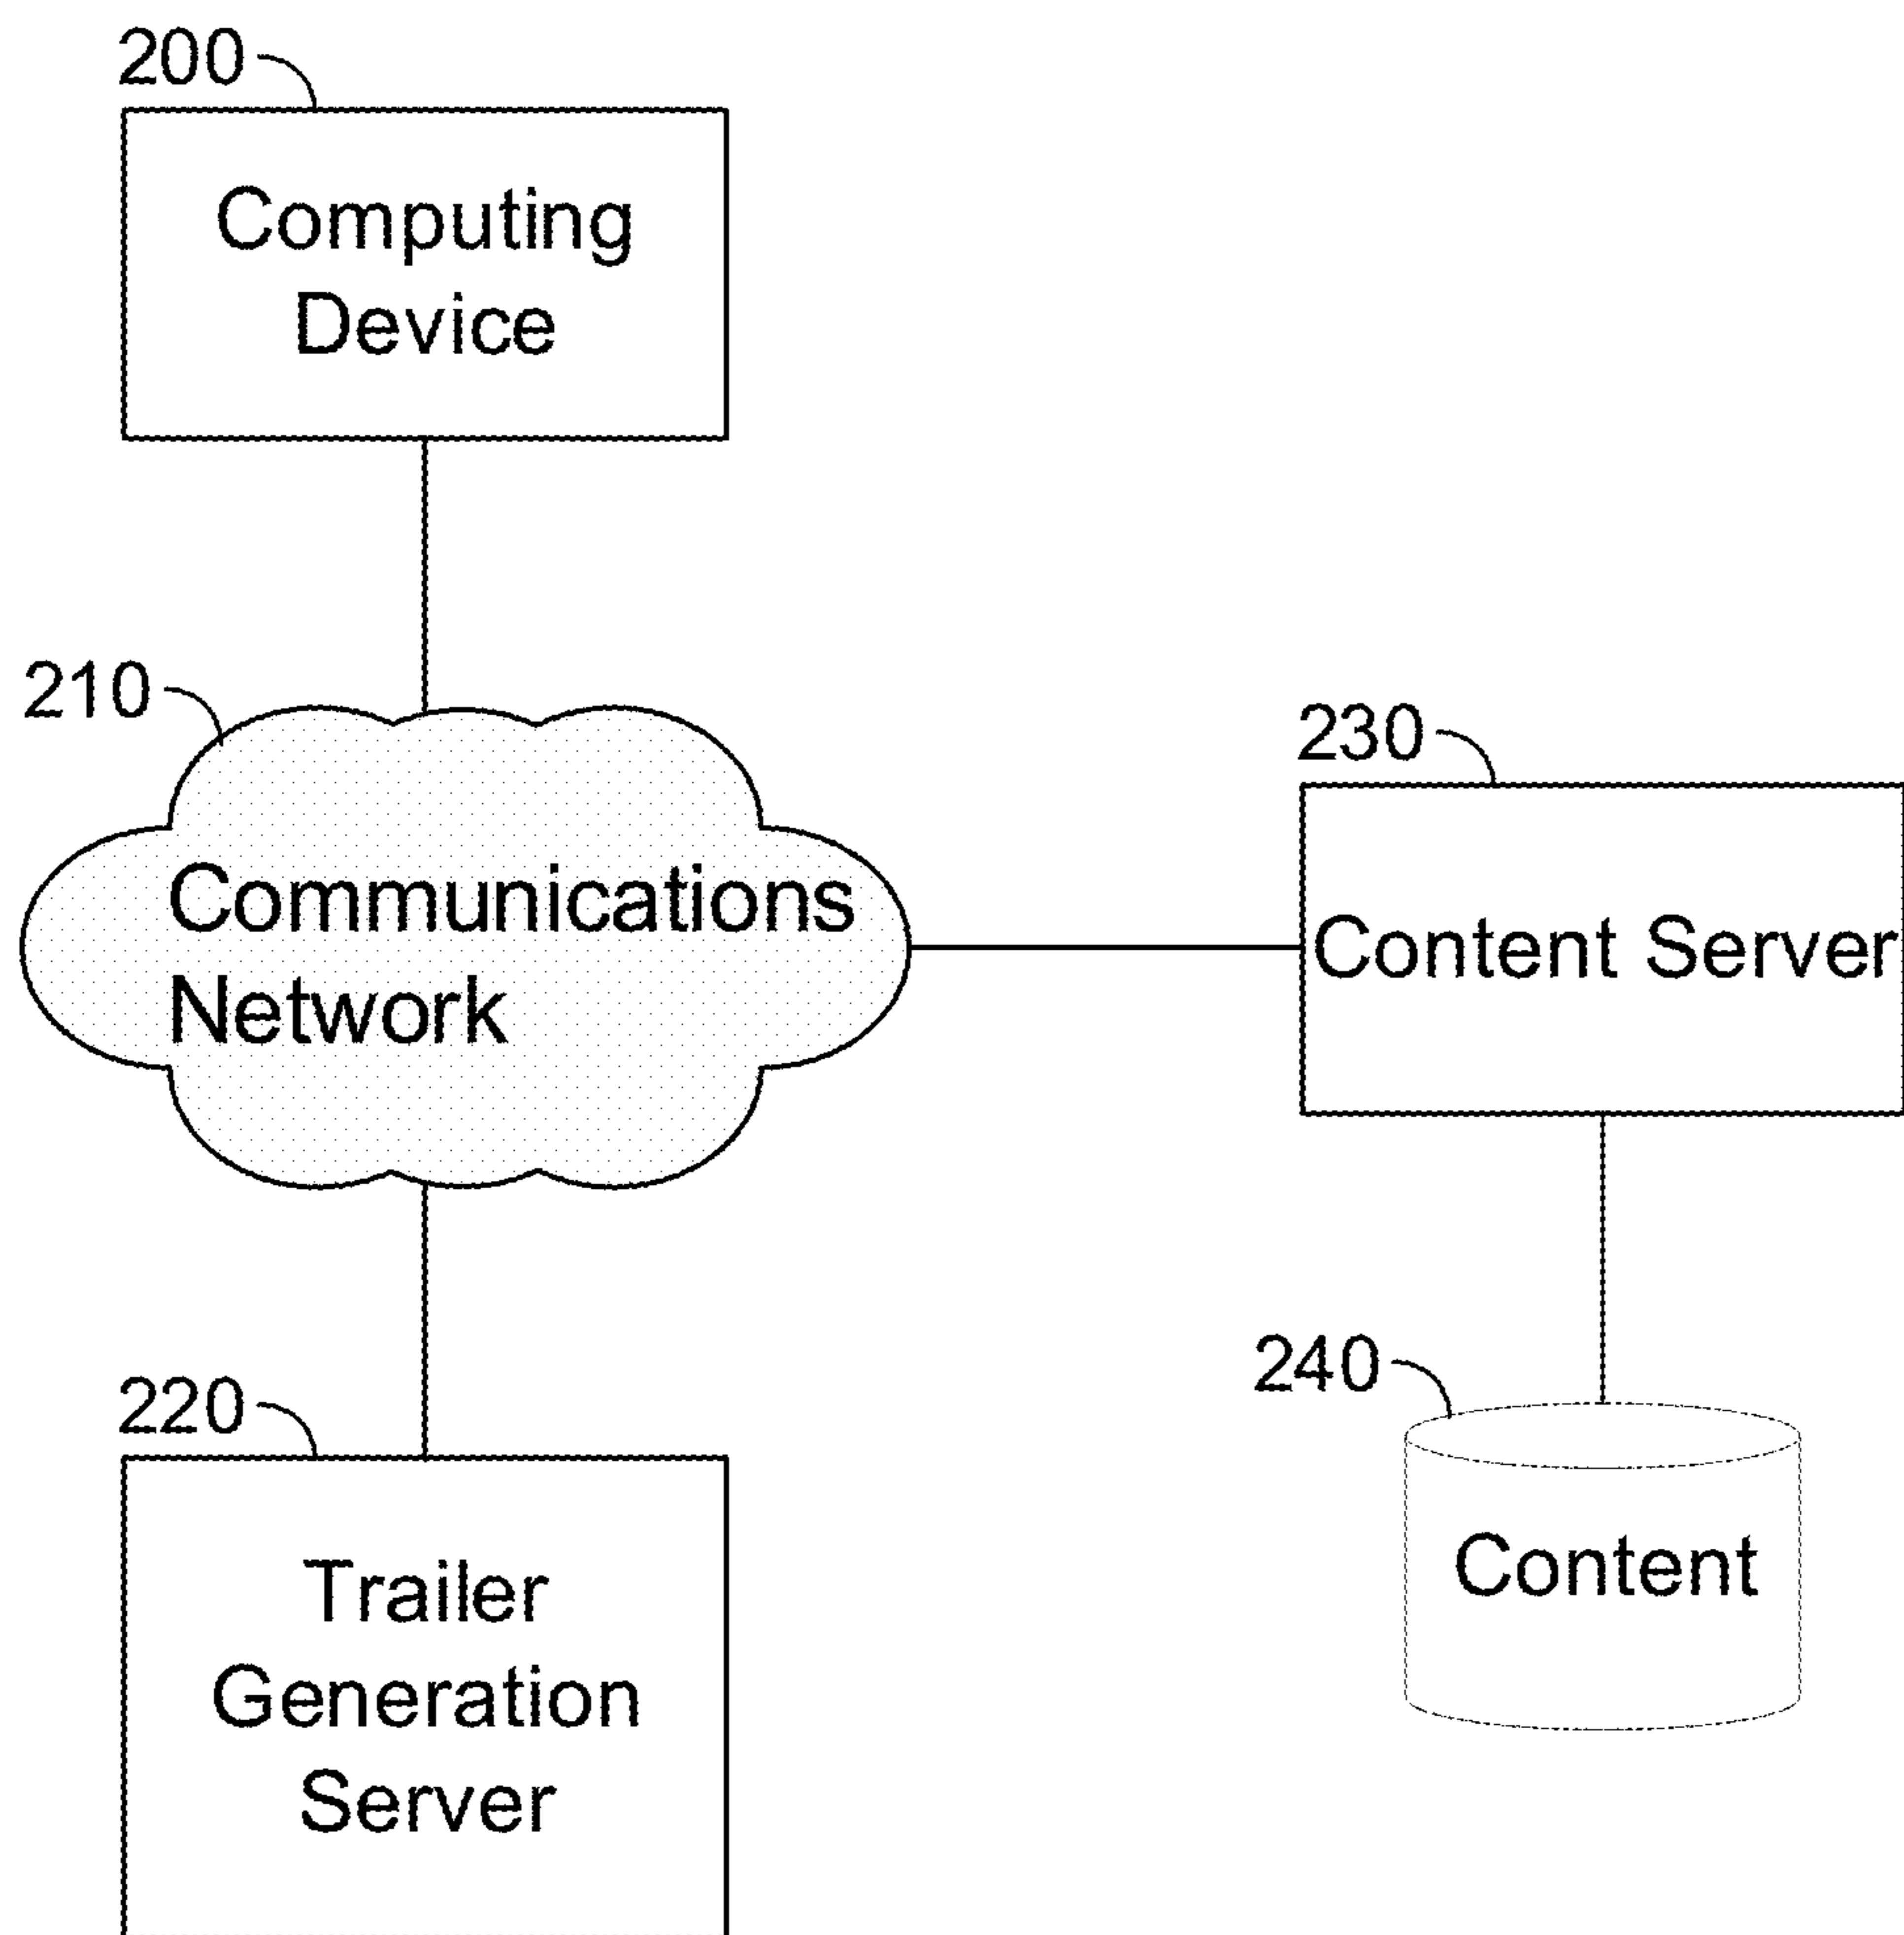 200
Computing
Device
210
Communications
Network
230
Content Server
220
Trailer
Generation
Server
240
Content